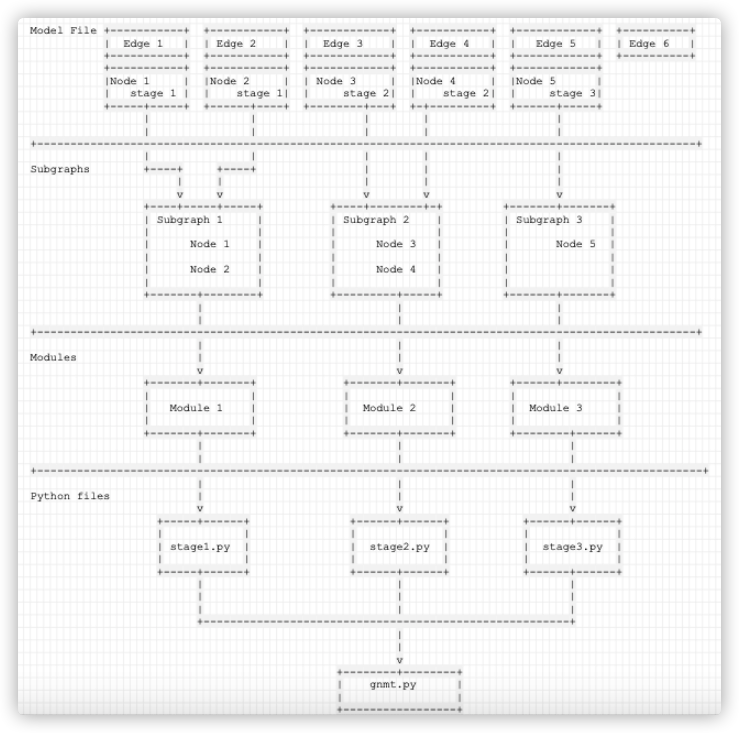 Model File
Edge 1 Edge 2 Edge 3 Edge 4 Edge 5 Edge 6
Node 1 Node 2 Node 3 Node 4 Node 5
stage 1 stage 1 stage 2 stage 2 stage 3
Subgraphs
Subgraph 1 Subgraph 2 Subgraph 3
Node 1 Node 3 Node 5
Node 2 Node 4
Modules
Module 1 Module 2 Module 3
Python files
stage1.py stage2.py stage3.py
gnmt.py